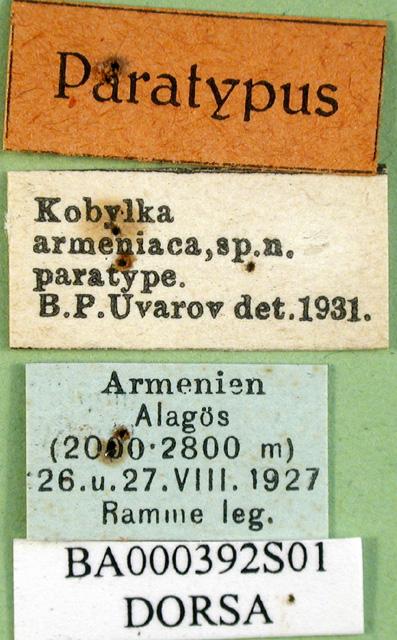 Paratypus
Kobylka
armeniaca, sp.n.
paratype.
B.P.Uvarov det.1931.
Armenien
Alagös
(2000-2800 m)
26.u.27.VIII.1927
Ramme leg.
BA000392S01
DORSA